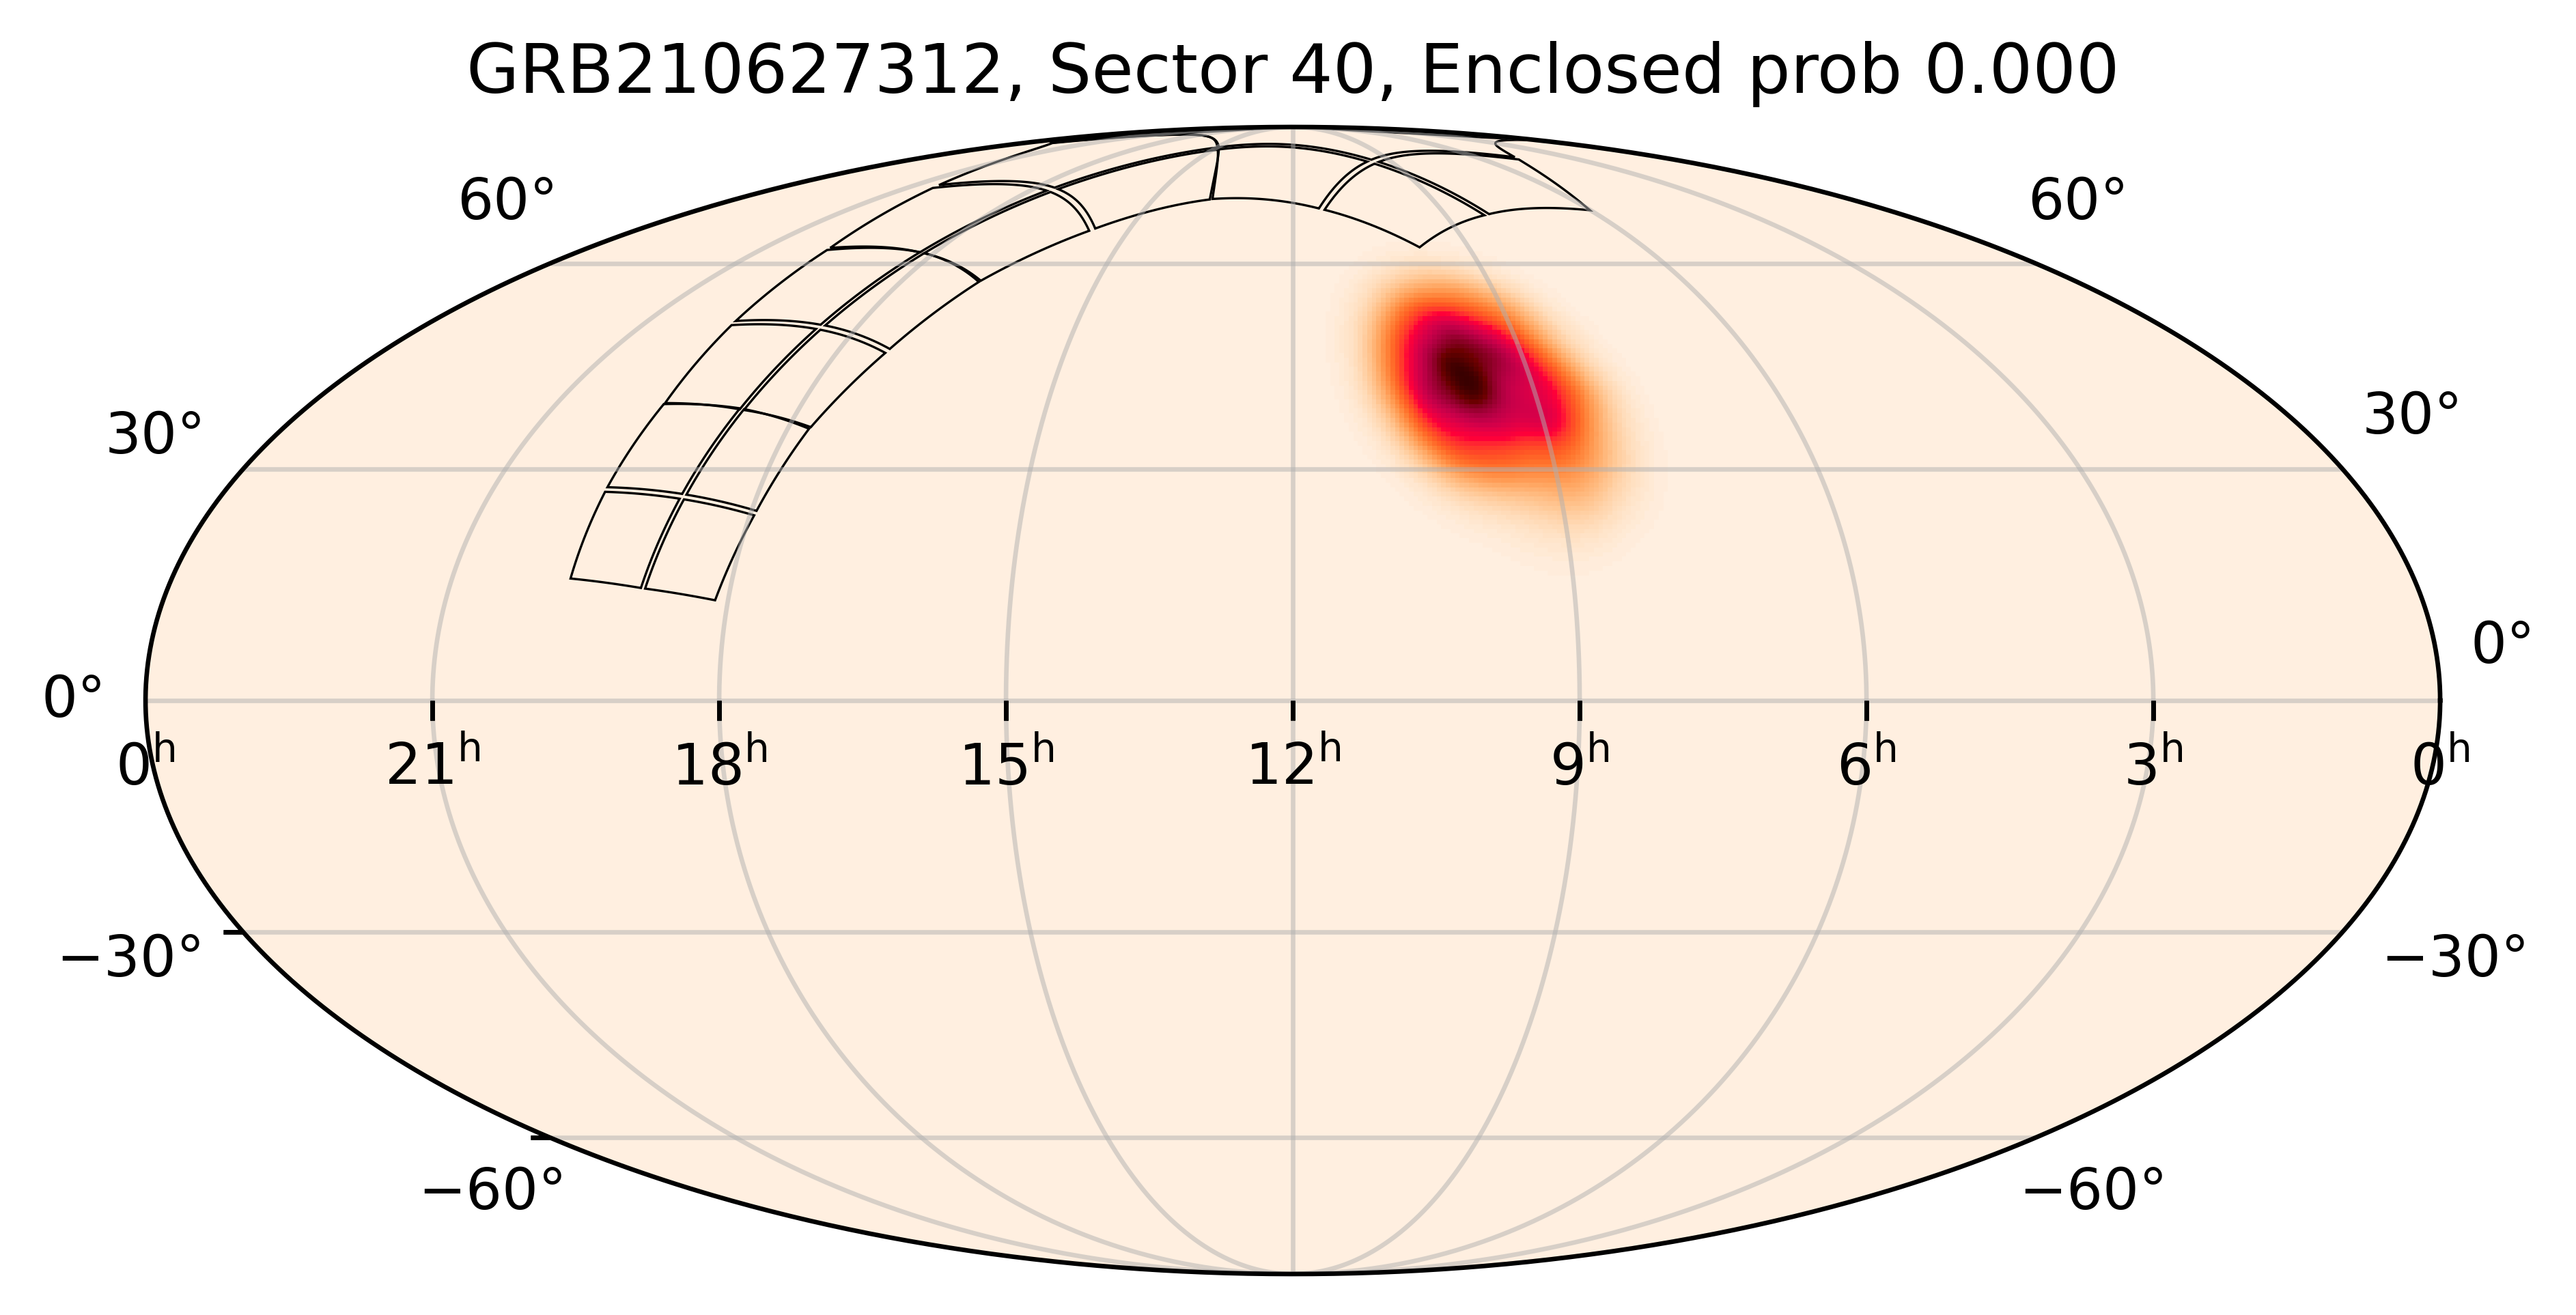 GRB210627312, Sector 40, Enclosed prob 0.000
60° 60°
30° 30°
0° 0°
0ʰ 21ʰ 18ʰ 15ʰ 12ʰ 9ʰ 6ʰ 3ʰ 0ʰ
−30° −30°
−60° −60°